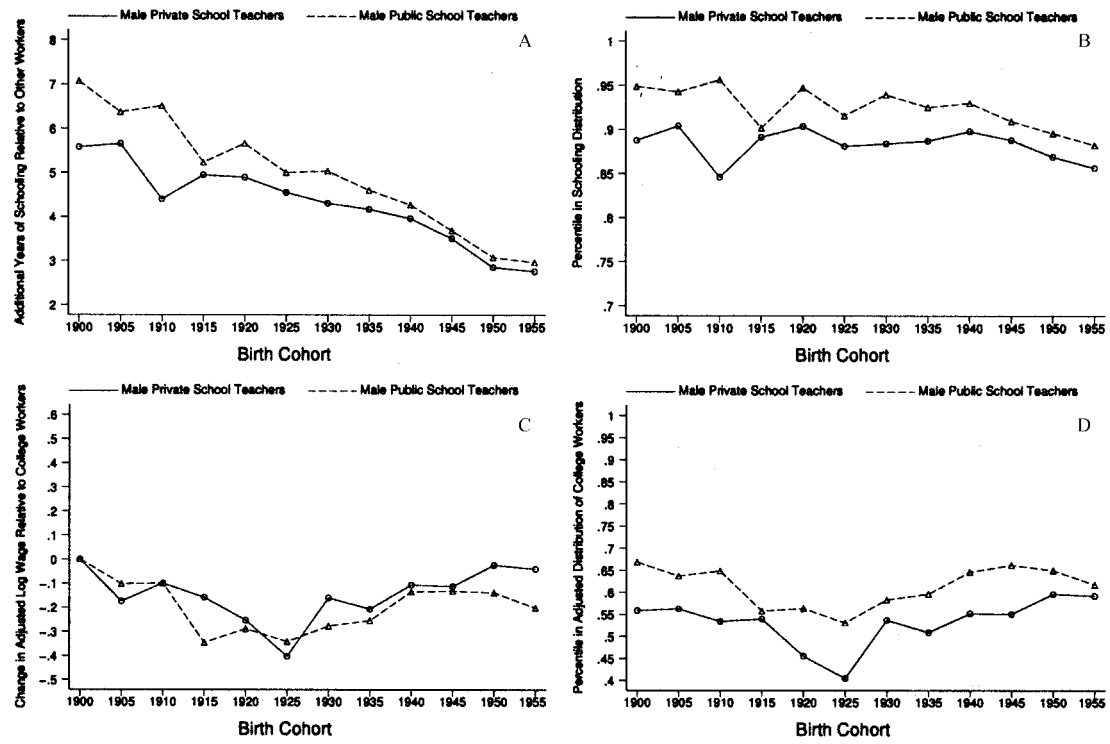 Male Private School Teachers Male Public School Teachers
A
Additional Years of Schooling Relative to Other Workers
8
7
6
5
4
3
2
1900 1905 1910 1915 1920 1925 1930 1935 1940 1945 1950 1955
Birth Cohort
Male Private School Teachers Male Public School Teachers
B
Percentile in Schooling Distribution
1
.95
.9
.85
.8
.75
.7
1900 1905 1910 1915 1920 1925 1930 1935 1940 1945 1950 1955
Birth Cohort
Male Private School Teachers Male Public School Teachers
C
Change in Adjusted Log Wage Relative to College Workers
.6
.5
.4
.3
.2
.1
0
-.1
-.2
-.3
-.4
-.5
1900 1905 1910 1915 1920 1925 1930 1935 1940 1945 1950 1955
Birth Cohort
Male Private School Teachers Male Public School Teachers
D
Percentile in Adjusted Distribution of College Workers
1
.95
.9
.85
.8
.75
.7
.65
.6
.55
.5
.45
.4
1900 1905 1910 1915 1920 1925 1930 1935 1940 1945 1950 1955
Birth Cohort